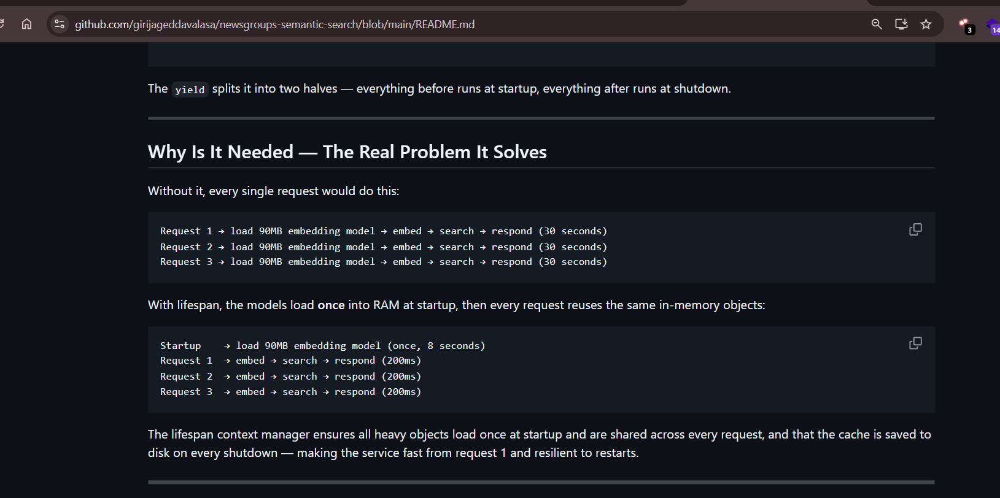 github.com/girijageddavalasa/newsgroups-semantic-search/blob/main/README.md
3
14
The yield splits it into two halves — everything before runs at startup, everything after runs at shutdown.
Why Is It Needed — The Real Problem It Solves
Without it, every single request would do this:
Request 1 → load 90MB embedding model → embed → search → respond (30 seconds)
Request 2 → load 90MB embedding model → embed → search → respond (30 seconds)
Request 3 → load 90MB embedding model → embed → search → respond (30 seconds)
With lifespan, the models load once into RAM at startup, then every request reuses the same in-memory objects:
Startup    → load 90MB embedding model (once, 8 seconds)
Request 1  → embed → search → respond (200ms)
Request 2  → embed → search → respond (200ms)
Request 3  → embed → search → respond (200ms)
The lifespan context manager ensures all heavy objects load once at startup and are shared across every request, and that the cache is saved to
disk on every shutdown — making the service fast from request 1 and resilient to restarts.